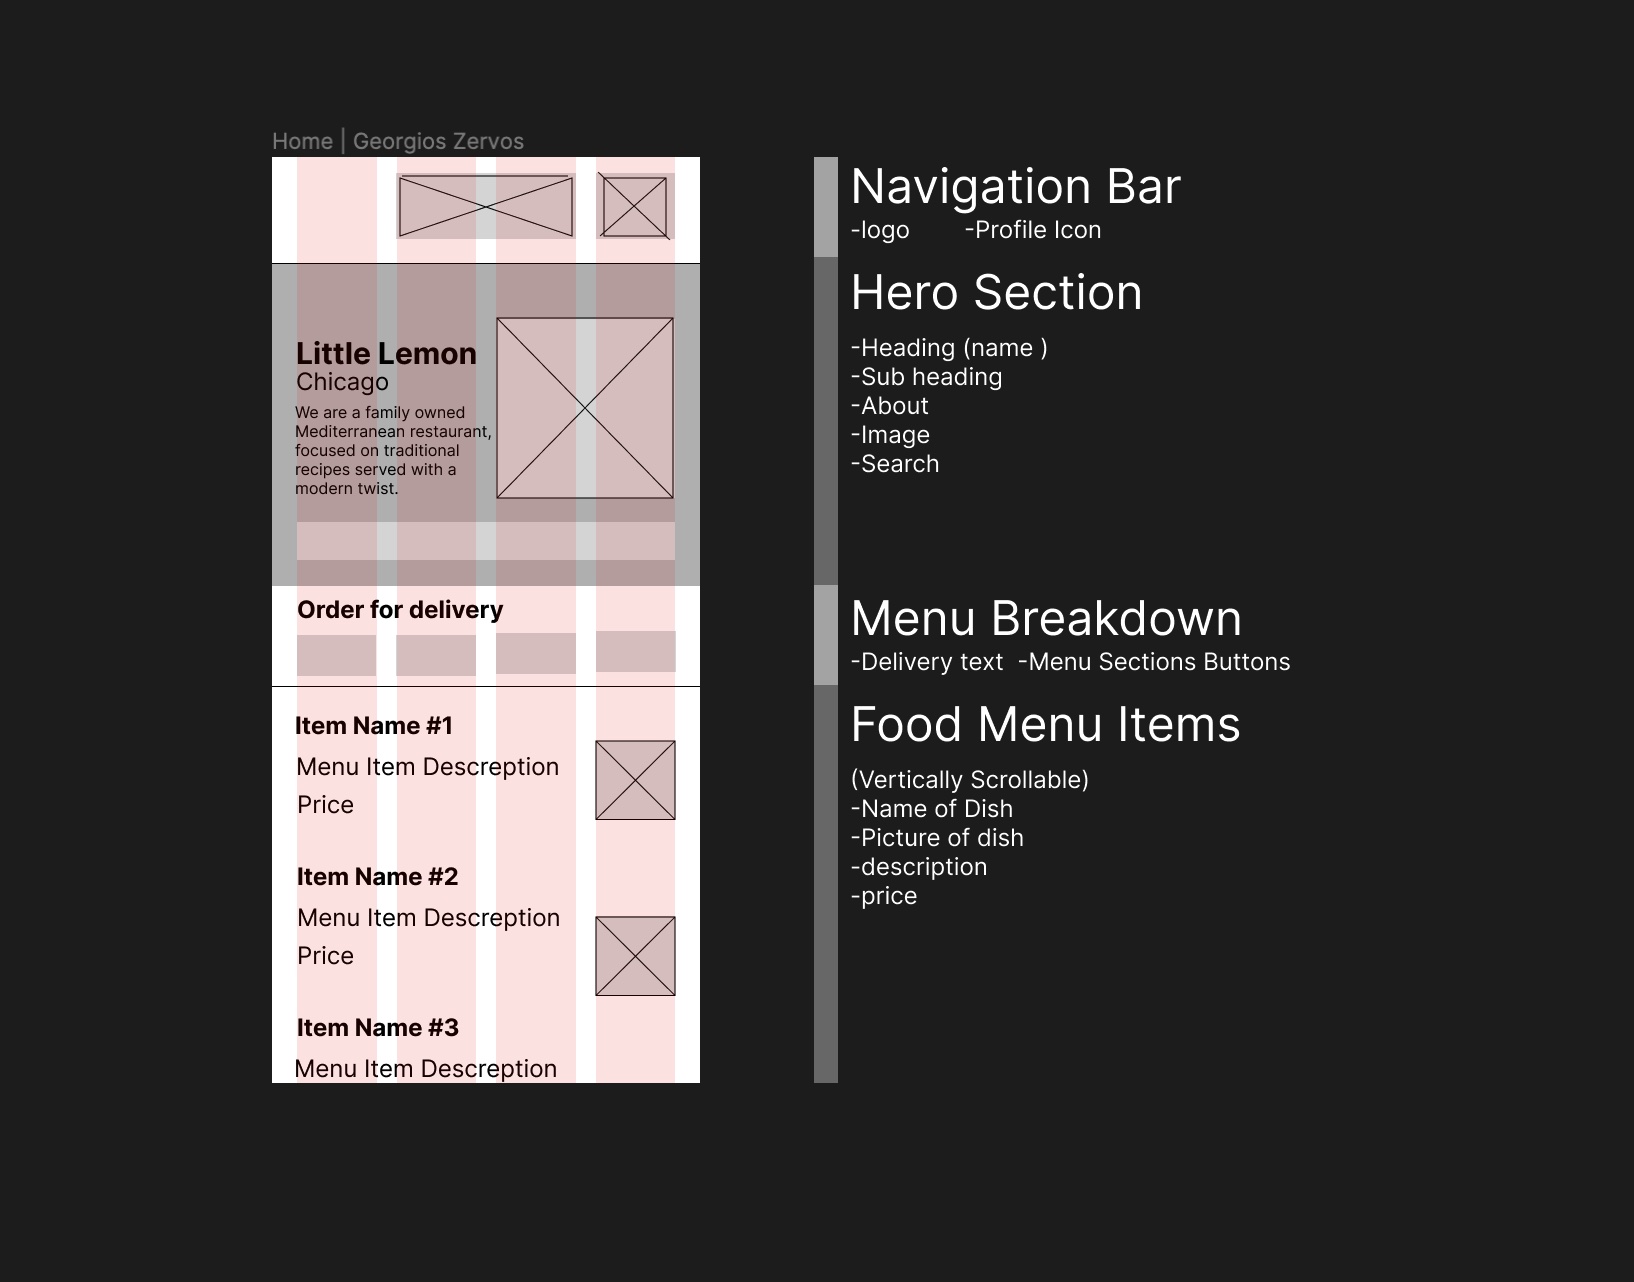 Home | Georgios Zervos
Little Lemon
Chicago
We are a family owned
Mediterranean restaurant,
focused on traditional
recipes served with a
modern twist.
Order for delivery
Item Name #1
Menu Item Descreption
Price
Item Name #2
Menu Item Descreption
Price
Item Name #3
Menu Item Descreption
Navigation Bar
-logo -Profile Icon
Hero Section
-Heading (name )
-Sub heading
-About
-Image
-Search
Menu Breakdown
-Delivery text -Menu Sections Buttons
Food Menu Items
(Vertically Scrollable)
-Name of Dish
-Picture of dish
-description
-price